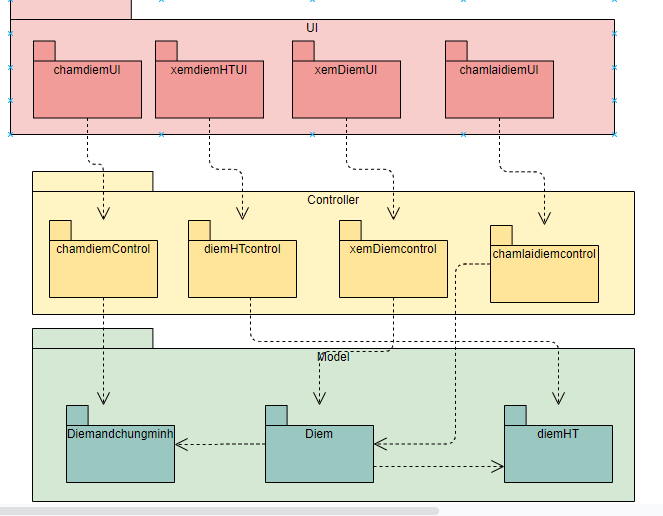 UI
chamdiemUI
xemdiemHTUI
xemDiemUI
chamlaidiemUI
Controller
chamdiemControl
diemHTcontrol
xemDiemcontrol
chamlaidiemcontrol
Model
Diemandchungminh
Diem
diemHT